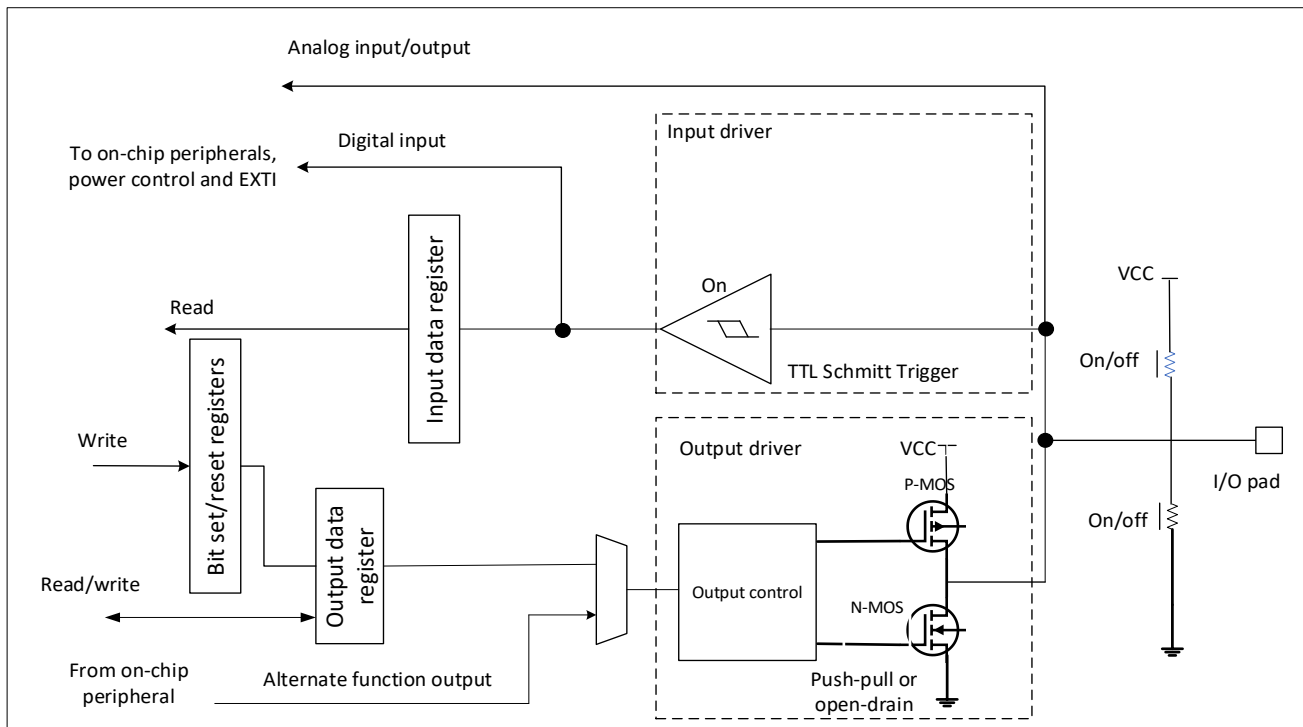 Analog input/output
Digital input
To on-chip peripherals,
power control and EXTI
Input driver
Input data register
On
TTL Schmitt Trigger
Read
VCC
On/off
Bit set/reset registers
Write
Output driver
VCC
P-MOS
I/O pad
On/off
Output data
register
Read/write
Output control
N-MOS
From on-chip
peripheral
Alternate function output
Push-pull or
open-drain